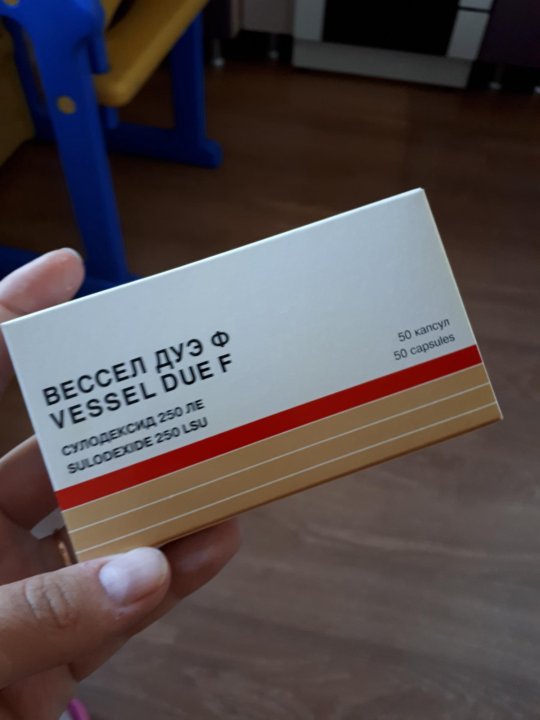 ВЕССЕЛ ДУЭ Ф
VESSEL DUE F
СУЛОДЕКСИД 250 ЛЕ
SULODEXIDE 250 LSU
50 капсул
50 capsules